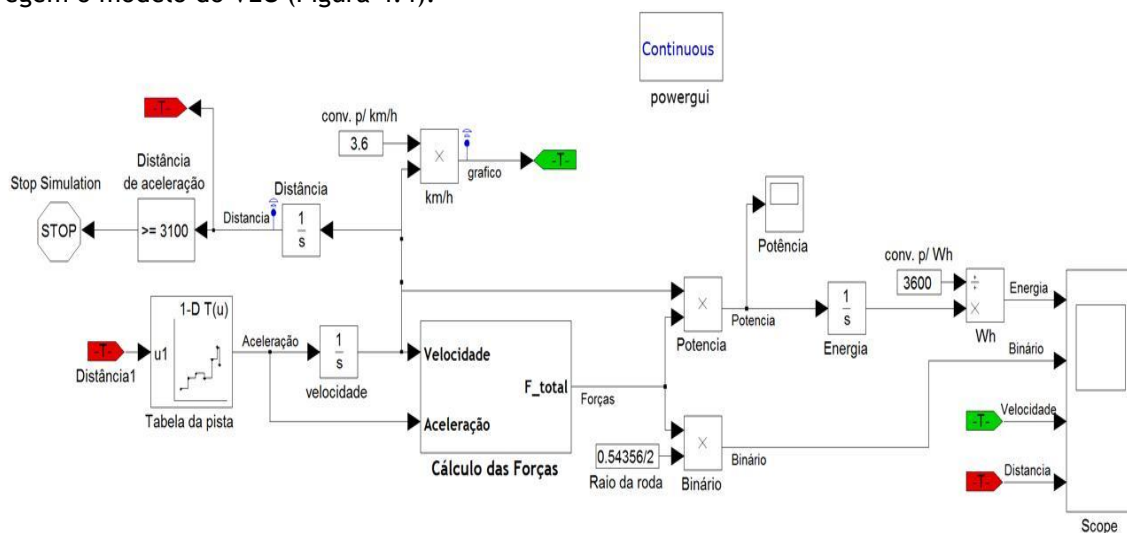 regem o modelo do VEC (Figura 4.4).
Continuous
powergui
-T-
conv. p/ km/h
3.6
×
grafico
-T-
km/h
Stop Simulation
Distância
de aceleração
Distância
STOP
>= 3100
Distancia
1
s
Potência
conv. p/ Wh
3600
÷
×
Energia
Wh
1-D T(u)
-T-
u1
Distância1
Tabela da pista
Aceleração
1
s
velocidade
Velocidade
F_total
Aceleração
Cálculo das Forças
Forças
×
Potencia
Potencia
1
s
Energia
0.54356/2
Raio da roda
×
Binário
Binário
Binário
-T-
Velocidade
-T-
Distancia
Scope